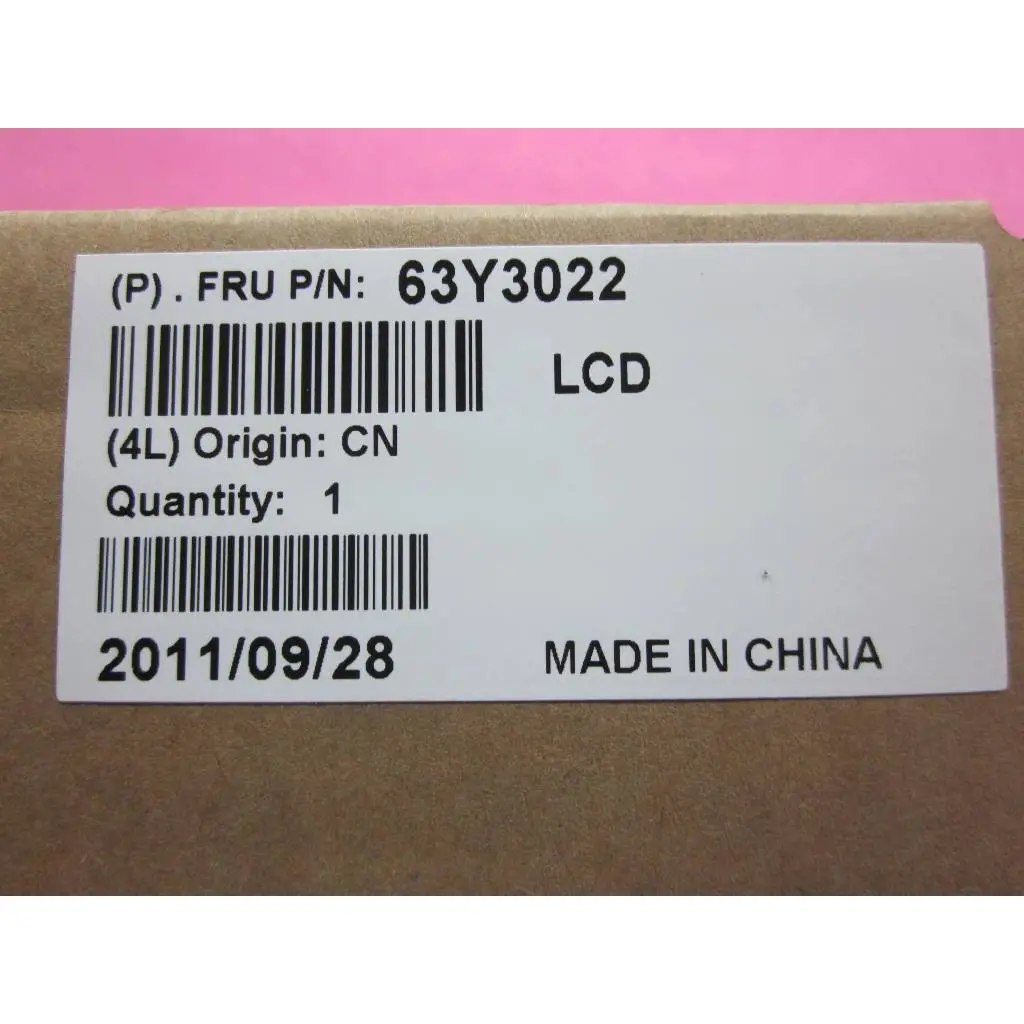 (P) . FRU P/N: 63Y3022
LCD
(4L) Origin: CN
Quantity: 1
2011/09/28 MADE IN CHINA